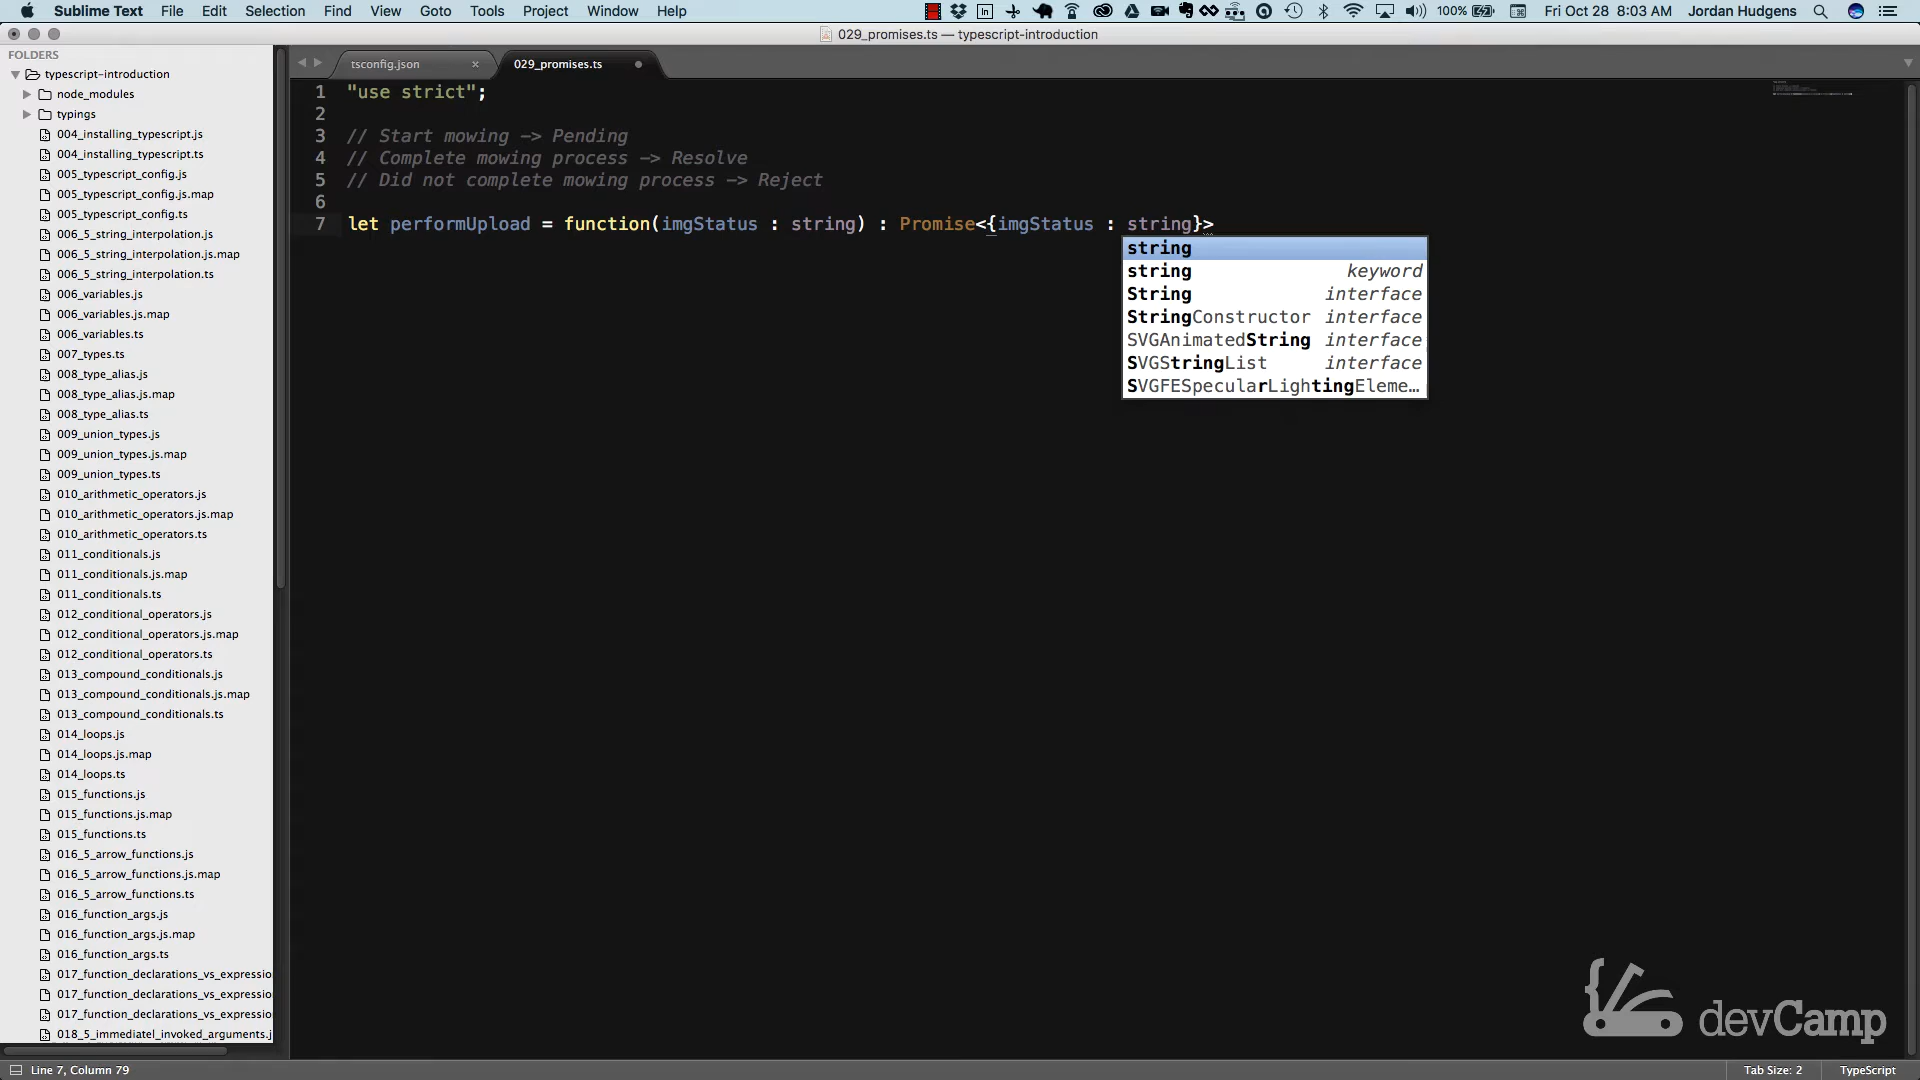 Sublime Text File Edit Selection Find View Goto Tools Project Window Help 100% Fri Oct 28 8:03 AM Jordan Hudgens
029_promises.ts — typescript-introduction
FOLDERS
typescript-introduction
node_modules
typings
004_installing_typescript.js
004_installing_typescript.ts
005_typescript_config.js
005_typescript_config.js.map
005_typescript_config.ts
006_5_string_interpolation.js
006_5_string_interpolation.js.map
006_5_string_interpolation.ts
006_variables.js
006_variables.js.map
006_variables.ts
007_types.ts
008_type_alias.js
008_type_alias.js.map
008_type_alias.ts
009_union_types.js
009_union_types.js.map
009_union_types.ts
010_arithmetic_operators.js
010_arithmetic_operators.js.map
010_arithmetic_operators.ts
011_conditionals.js
011_conditionals.js.map
011_conditionals.ts
012_conditional_operators.js
012_conditional_operators.js.map
012_conditional_operators.ts
013_compound_conditionals.js
013_compound_conditionals.js.map
013_compound_conditionals.ts
014_loops.js
014_loops.js.map
014_loops.ts
015_functions.js
015_functions.js.map
015_functions.ts
016_5_arrow_functions.js
016_5_arrow_functions.js.map
016_5_arrow_functions.ts
016_function_args.js
016_function_args.js.map
016_function_args.ts
017_function_declarations_vs_expressio
017_function_declarations_vs_expressio
017_function_declarations_vs_expressio
018_5_immediatel_invoked_arguments.j
tsconfig.json × 029_promises.ts
1 "use strict";
2
3 // Start mowing -> Pending
4 // Complete mowing process -> Resolve
5 // Did not complete mowing process -> Reject
6
7 let performUpload = function(imgStatus : string) : Promise<{imgStatus : string}>
string
string keyword
String interface
StringConstructor interface
SVGAnimatedString interface
SVGStringList interface
SVGFESpecularLightingEleme…
devCamp
Line 7, Column 79 Tab Size: 2 TypeScript